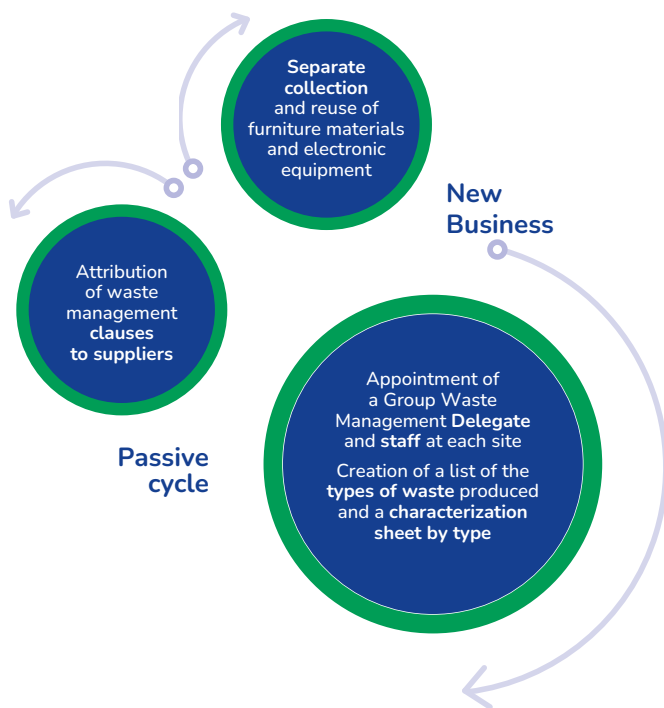 Separate
collection
and reuse of
furniture materials
and electronic
equipment
New
Business
Attribution
of waste
management
clauses
to suppliers
Passive
cycle
Appointment of
a Group Waste
Management Delegate
and staff at each site
Creation of a list of the
types of waste produced
and a characterization
sheet by type